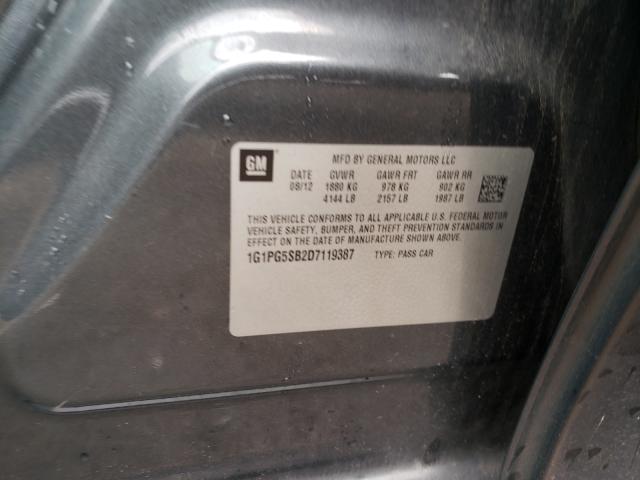 GM
MFD BY GENERAL MOTORS LLC
DATE GVWR GAWR FRT GAWR RR
08/12 1880 KG 978 KG 902 KG
4144 LB 2157 LB 1987 LB
THIS VEHICLE CONFORMS TO ALL APPLICABLE U.S. FEDERAL MOTOR
VEHICLE SAFETY, BUMPER, AND THEFT PREVENTION STANDARDS IN
EFFECT ON THE DATE OF MANUFACTURE SHOWN ABOVE.
1G1PG5SB2D7119387 TYPE: PASS CAR